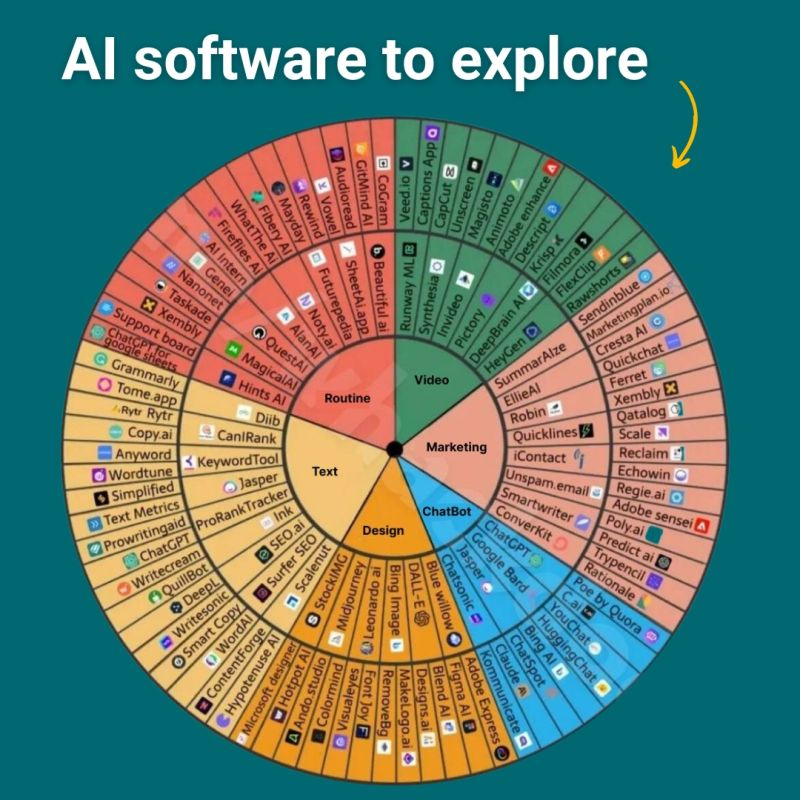 AI software to explore
Video
Marketing
ChatBot
Design
Text
Routine
Runway ML
Synthesia
Invideo
Pictory
DeepBrain AI
HeyGen
Veed.io
Captions App
CapCut
Unscreen
Magisto
Animoto
Adobe enhance
Descript
Krisp
Filmora
FlexClip
Rawshorts
SummarAIze
EllieAI
Robin
Quicklines
iContact
Unspam.email
Smartwriter
ConverKit
Sendinblue
Marketingplan.io
Cresta AI
Quickchat
Ferret
Xembly
Qatalog
Scale
Reclaim
Echowin
Regie.ai
Adobe sensei
Poly.ai
Predict ai
Trypencil
Rationale
ChatGPT
Google Bard
Jasper
Chatsonic
Poe by Quora
C.ai
YouChat
HuggingChat
Bing AI
ChatSpot
Claude
Kommunicate
Blue willow
DALL-E
Bing Image
Leonardo ai
Midjourney
StockIMG
Adobe Express
Figma AI
Blend AI
Designs.ai
MakeLogo.ai
RemoveBg
Font Joy
Visualeyes
Colormind
Ando studio
Hotpot AI
Microsoft designer
Scalenut
Surfer SEO
SEO.ai
Ink
ProRankTracker
Jasper
KeywordTool
CanIRank
Diib
Hypotenuse AI
ContentForge
WordAI
Smart Copy
Writesonic
DeepL
QuillBot
Writecream
ChatGPT
Prowritingaid
Text Metrics
Simplified
Wordtune
Anyword
Copy.ai
Rytr Rytr
Tome.app
Grammarly
Hints AI
MagicalAI
QuestAI
AlanAI
Noty.ai
Futurepedia
SheetAi.app
Beautiful ai
ChatGPT for
google sheets
Support board
Xembly
Taskade
Nanonet
Genei
AI Intern
Fireflies AI
WhatThe AI
Fibery AI
Mayday
Rewind
Vowel
Audioread
GitMind AI
CoGram